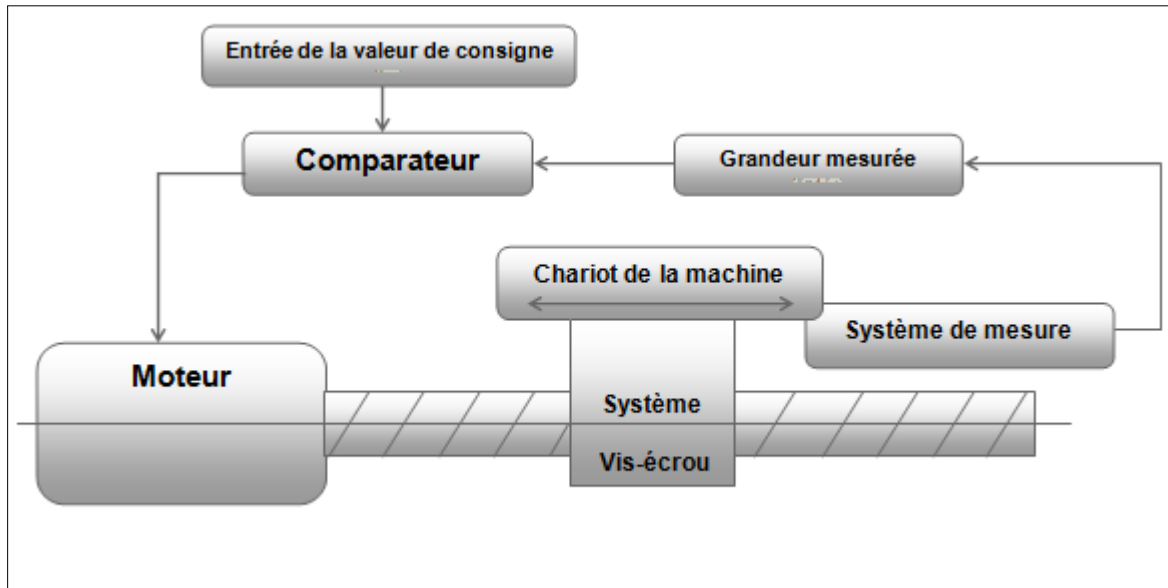 Entrée de la valeur de consigne
Comparateur
Grandeur mesurée
Chariot de la machine
Système de mesure
Moteur
Système
Vis-écrou